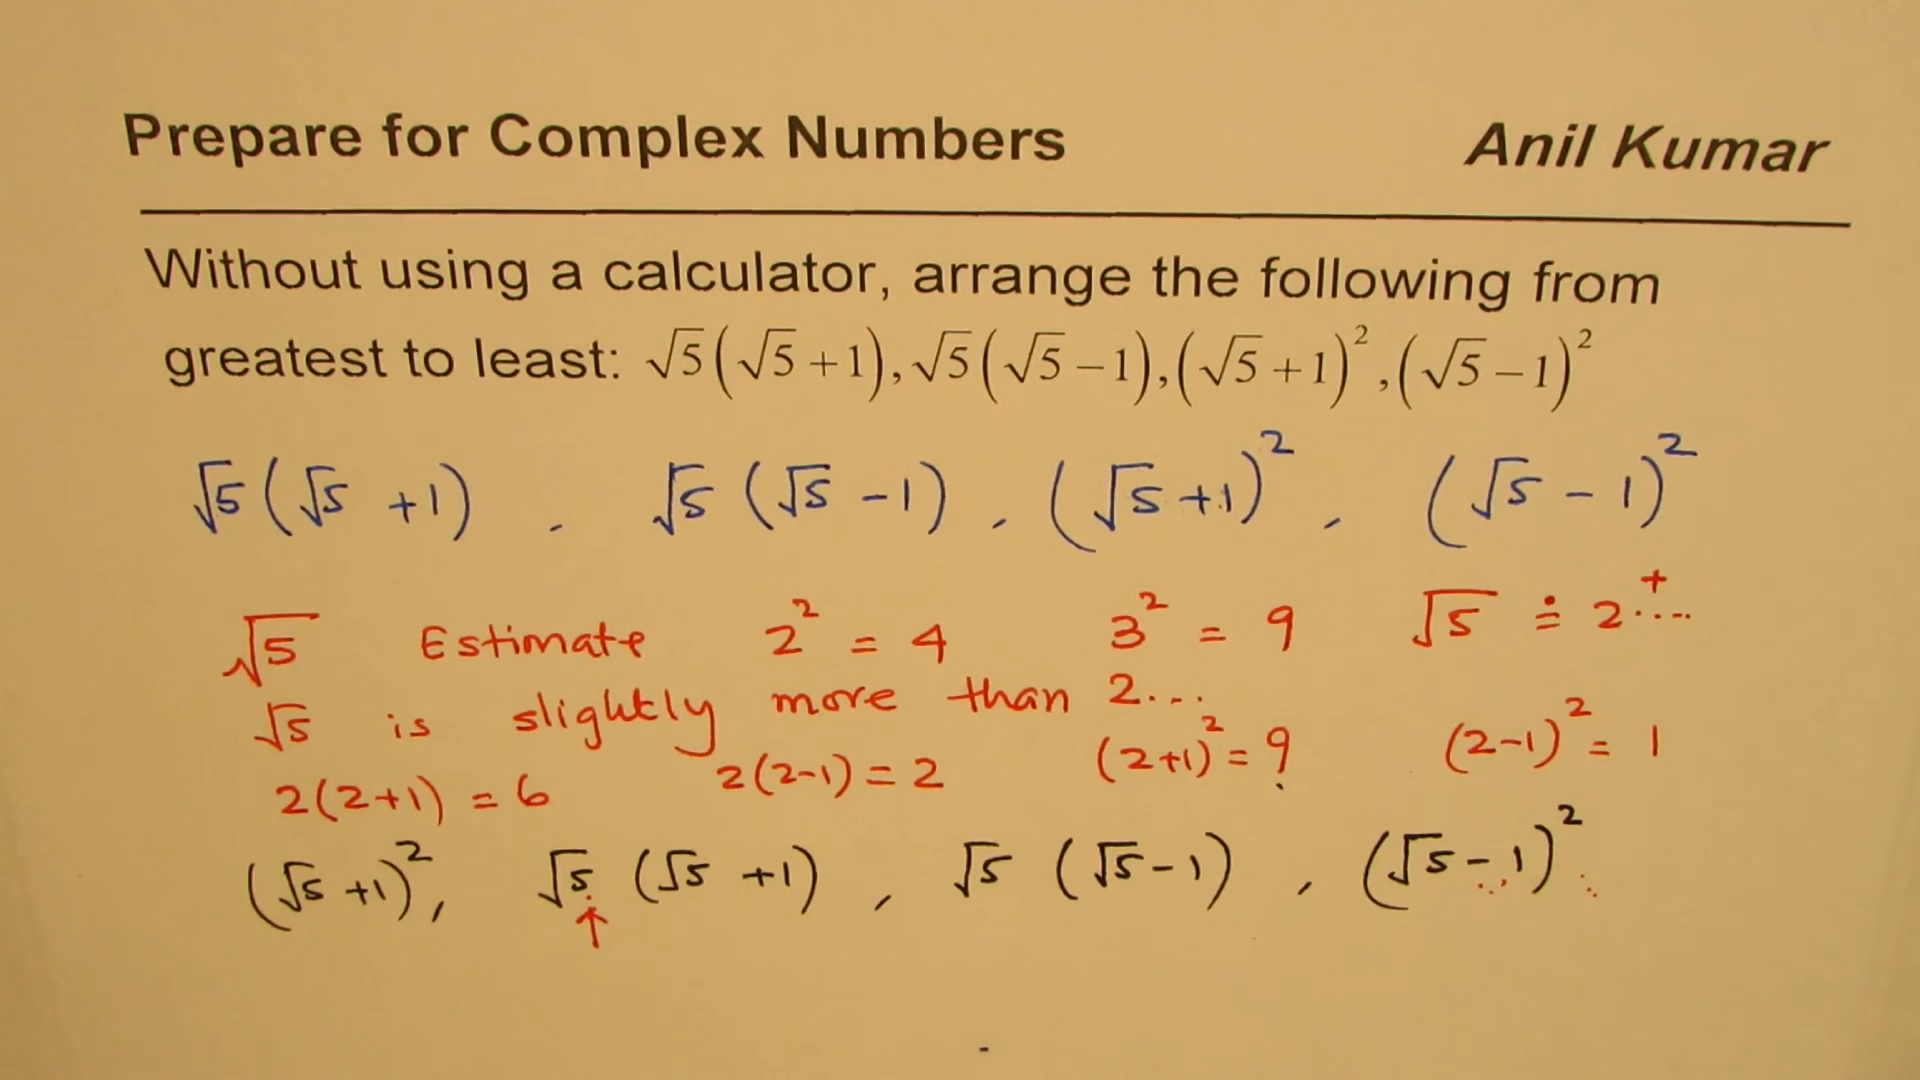 Prepare for Complex Numbers Anil Kumar
Without using a calculator, arrange the following from
greatest to least: √5(√5+1), √5(√5−1), (√5+1)², (√5−1)²
√5(√5 +1) , √5(√5 −1) , (√5+1)² , (√5 − 1)²
√5 Estimate 2² = 4 3² = 9 √5 ≐ 2⁺....
√5 is slightly more than 2...
2(2+1) = 6 2(2-1) = 2 (2+1)² = 9 (2-1)² = 1
(√5 +1)², √5 (√5 +1) , √5 (√5-1) , (√5-1)²